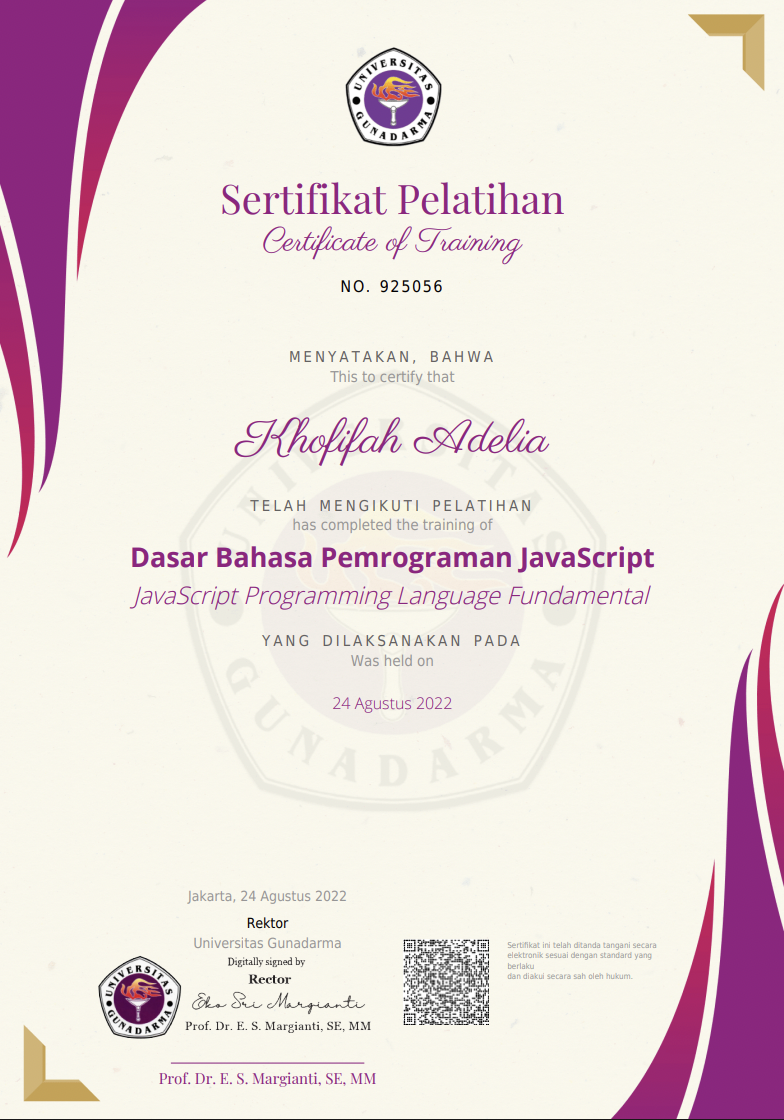 UNIVERSITAS
GUNADARMA
Sertifikat Pelatihan
Certificate of Training
NO. 925056
MENYATAKAN, BAHWA
This to certify that
Khofifah Adelia
TELAH MENGIKUTI PELATIHAN
has completed the training of
Dasar Bahasa Pemrograman JavaScript
JavaScript Programming Language Fundamental
YANG DILAKSANAKAN PADA
Was held on
24 Agustus 2022
UNIVERSITAS
GUNADARMA
Jakarta, 24 Agustus 2022
Rektor
Universitas Gunadarma
Digitally signed by
Rector
Eko Sri Margianti
Prof. Dr. E. S. Margianti, SE, MM
UNIVERSITAS
GUNADARMA
Prof. Dr. E. S. Margianti, SE, MM
Sertifikat ini telah ditanda tangani secara
elektronik sesuai dengan standard yang
berlaku
dan diakui secara sah oleh hukum.